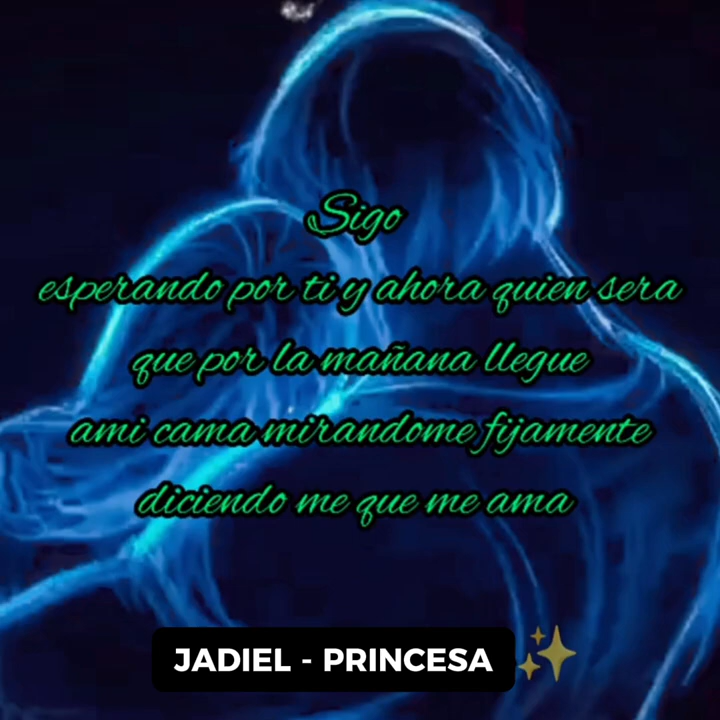 Sigo
esperando por ti y ahora quien sera
que por la mañana llegue
ami cama mirandome fijamente
diciendo me que me ama
JADIEL - PRINCESA